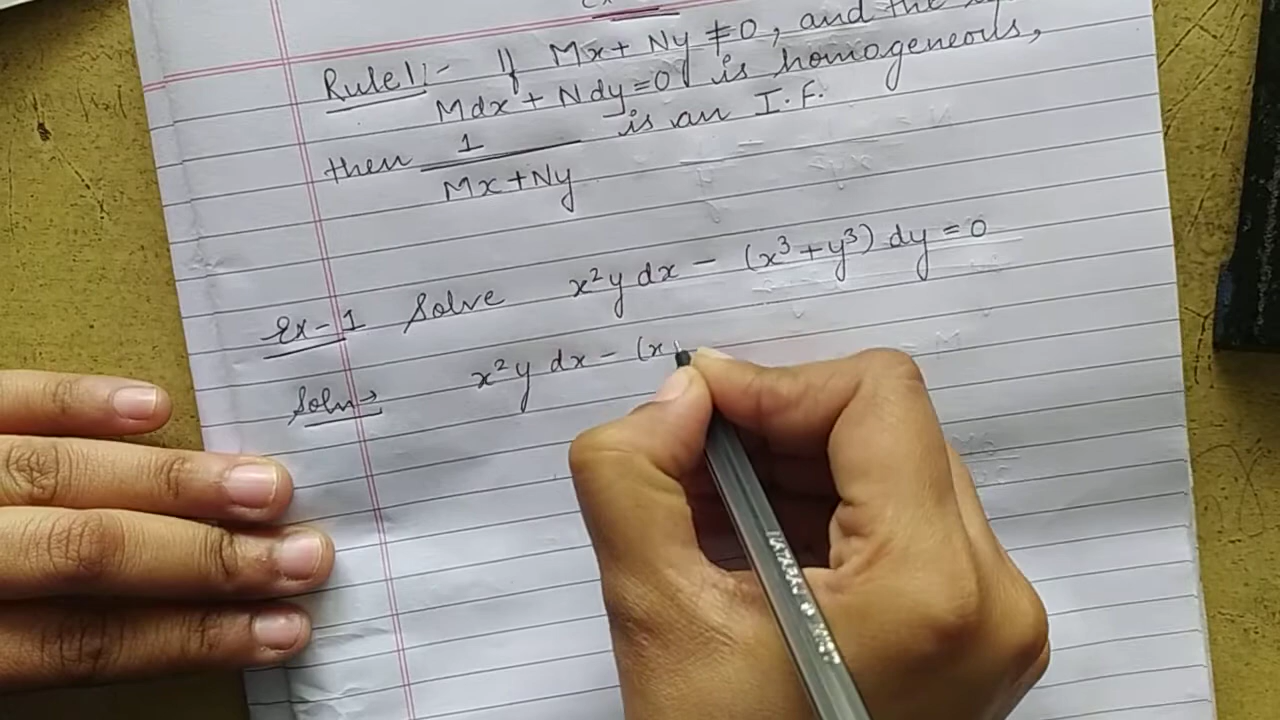 Rule 1:- If Mx + Ny ≠ 0, and the
Mdx + Ndy = 0 is homogeneous,
then 1/(Mx + Ny) is an I.F.
Ex-1 Solve x²y dx - (x³ + y³) dy = 0
Soln→ x²y dx - (x